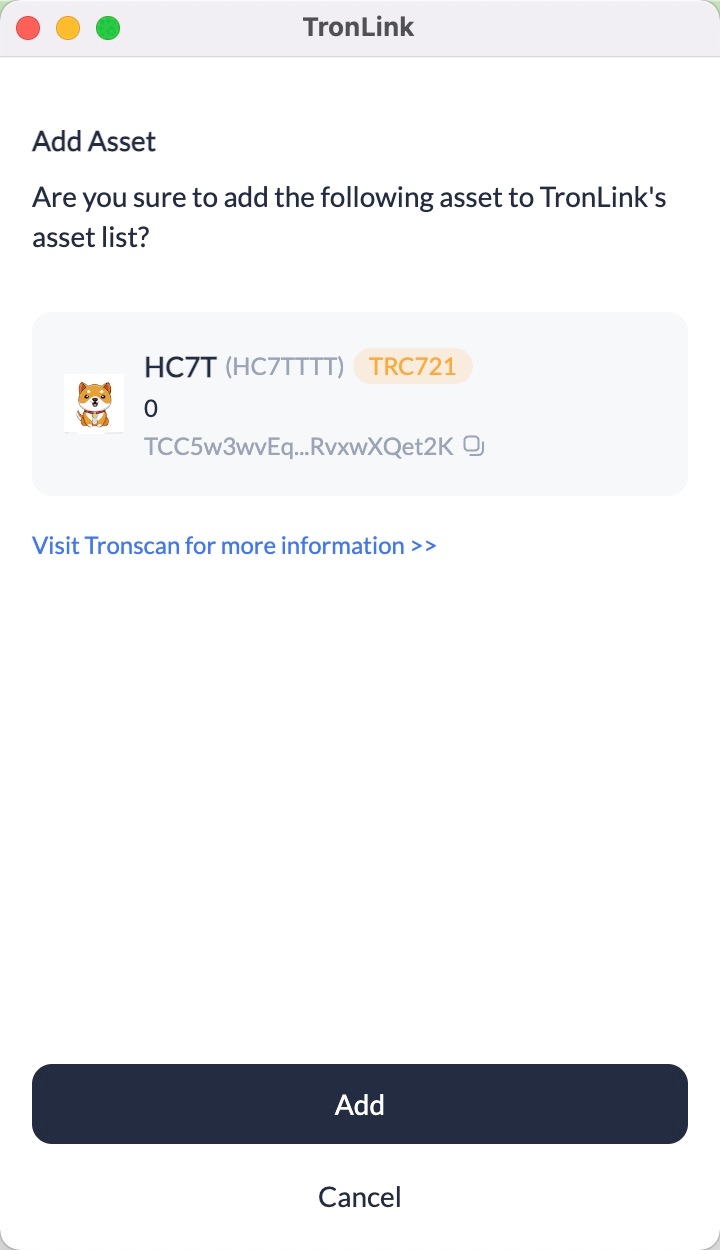 TronLink
Add Asset
Are you sure to add the following asset to TronLink's
asset list?
HC7T (HC7TTTT) TRC721
0
TCC5w3wvEq...RvxwXQet2K
Visit Tronscan for more information >>
Add
Cancel